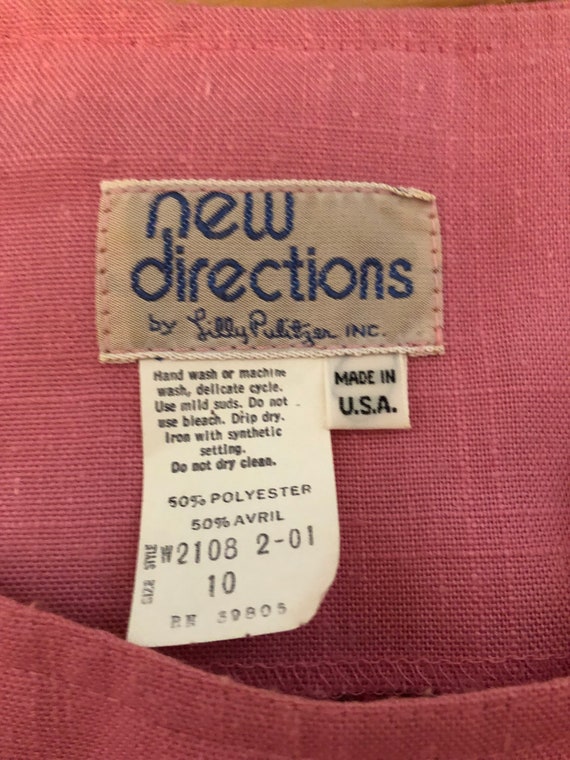 new
directions
by Lilly Pulitzer INC.
Hand wash or machine
wash, delicate cycle.
Use mild suds. Do not
use bleach. Drip dry.
Iron with synthetic
setting.
Do not dry clean.
MADE IN
U.S.A.
50% POLYESTER
50% AVRIL
STYLE W2108 2-01
SIZE 10
RN 39805